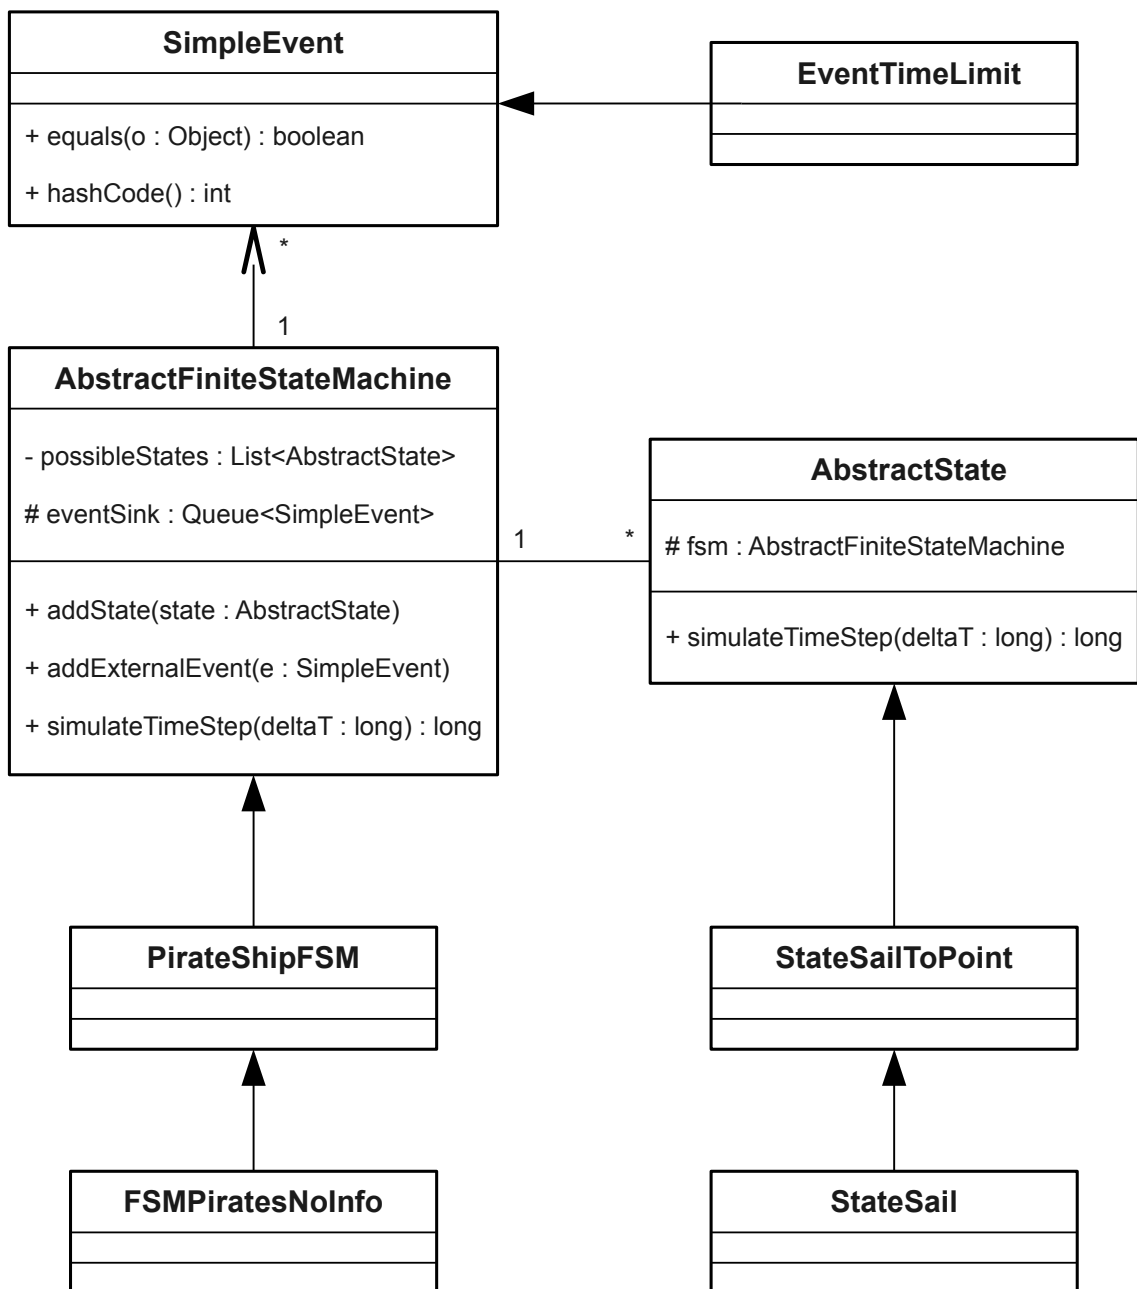 SimpleEvent
+ equals(o : Object) : boolean
+ hashCode() : int
EventTimeLimit
*
1
AbstractFiniteStateMachine
- possibleStates : List<AbstractState>
# eventSink : Queue<SimpleEvent>
+ addState(state : AbstractState)
+ addExternalEvent(e : SimpleEvent)
+ simulateTimeStep(deltaT : long) : long
1
*
AbstractState
# fsm : AbstractFiniteStateMachine
+ simulateTimeStep(deltaT : long) : long
PirateShipFSM
StateSailToPoint
FSMPiratesNoInfo
StateSail